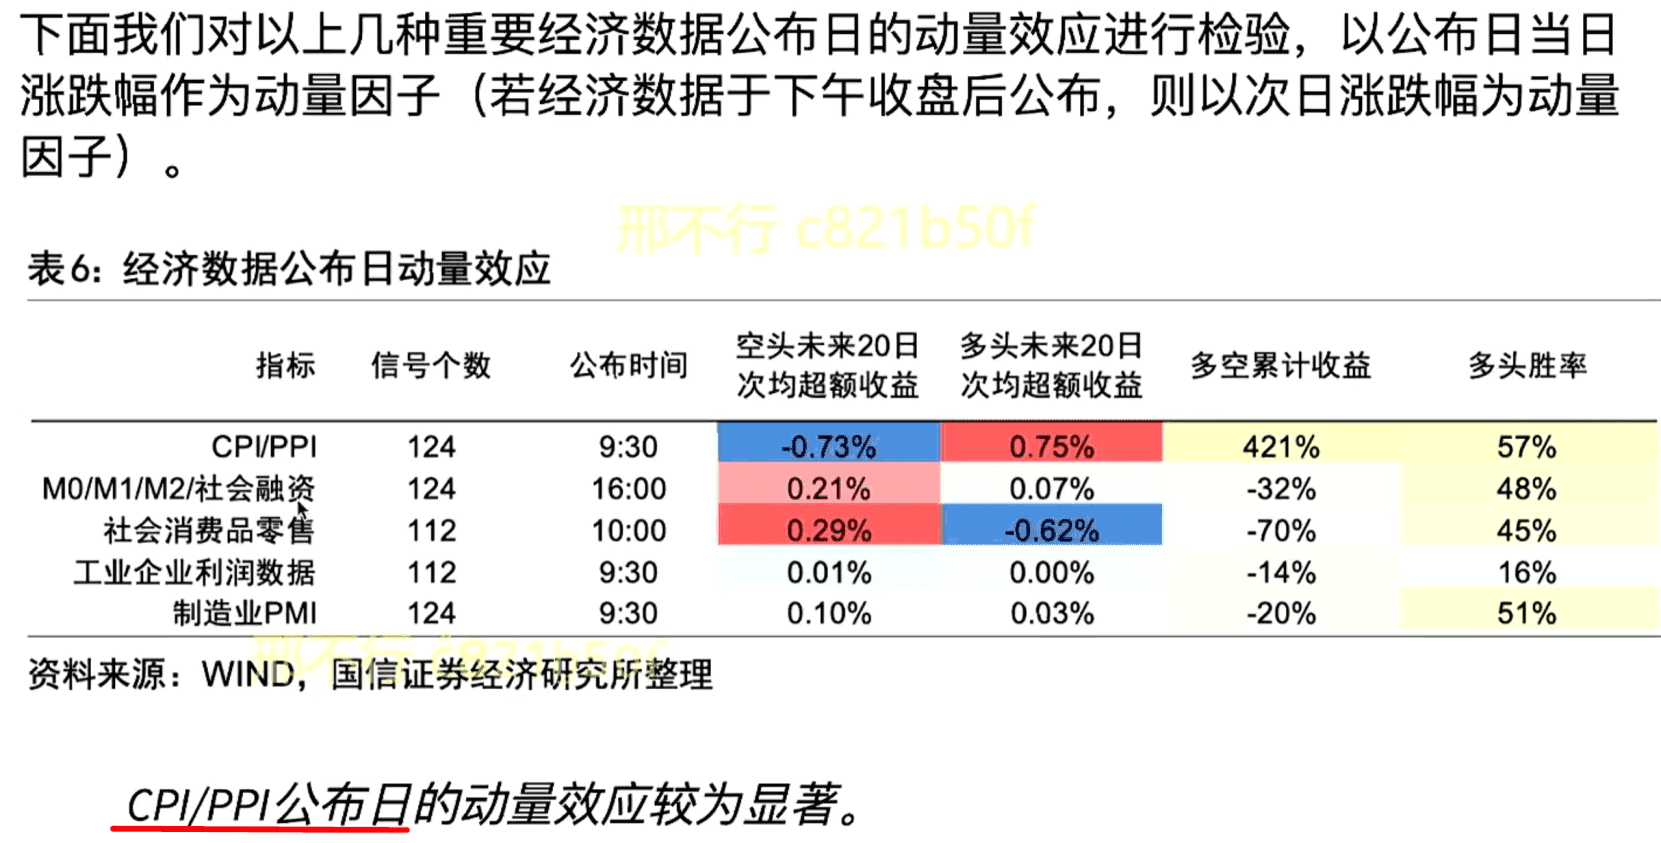 下面我们对以上几种重要经济数据公布日的动量效应进行检验，以公布日当日
涨跌幅作为动量因子（若经济数据于下午收盘后公布，则以次日涨跌幅为动量
因子）。
邢不行 c821b50f
表6：经济数据公布日动量效应
指标 信号个数 公布时间 空头未来20日次均超额收益 多头未来20日次均超额收益 多空累计收益 多头胜率
CPI/PPI 124 9:30 -0.73% 0.75% 421% 57%
M0/M1/M2/社会融资 124 16:00 0.21% 0.07% -32% 48%
社会消费品零售 112 10:00 0.29% -0.62% -70% 45%
工业企业利润数据 112 9:30 0.01% 0.00% -14% 16%
制造业PMI 124 9:30 0.10% 0.03% -20% 51%
邢不行 c821b50f
资料来源：WIND，国信证券经济研究所整理
CPI/PPI公布日的动量效应较为显著。